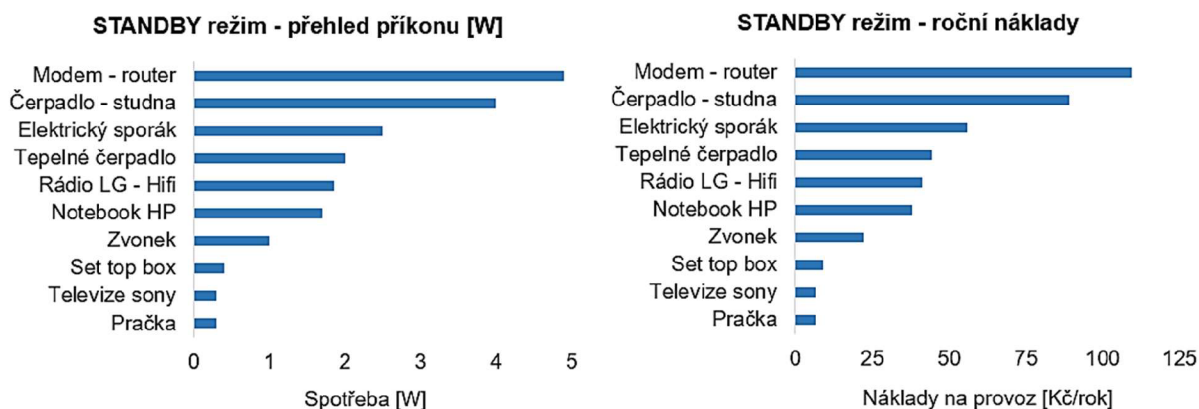 STANDBY režim - přehled příkonu [W]
Modem - router
Čerpadlo - studna
Elektrický sporák
Tepelné čerpadlo
Rádio LG - Hifi
Notebook HP
Zvonek
Set top box
Televize sony
Pračka
0 1 2 3 4 5
Spotřeba [W]
STANDBY režim - roční náklady
Modem - router
Čerpadlo - studna
Elektrický sporák
Tepelné čerpadlo
Rádio LG - Hifi
Notebook HP
Zvonek
Set top box
Televize sony
Pračka
0 25 50 75 100 125
Náklady na provoz [Kč/rok]